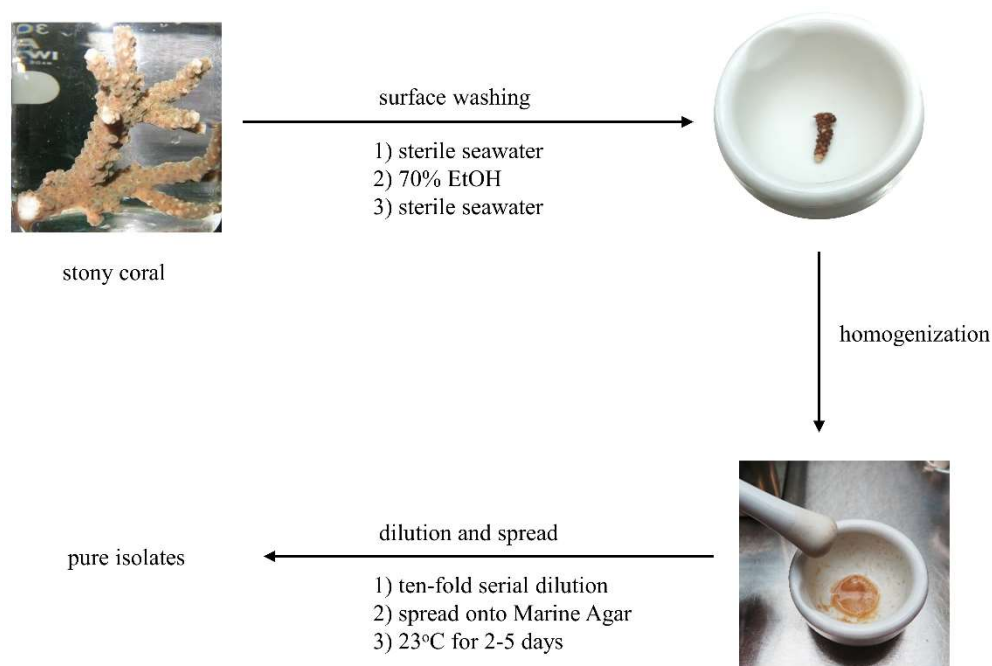 surface washing
1) sterile seawater
2) 70% EtOH
3) sterile seawater
stony coral
homogenization
dilution and spread
pure isolates
1) ten-fold serial dilution
2) spread onto Marine Agar
3) 23°C for 2-5 days